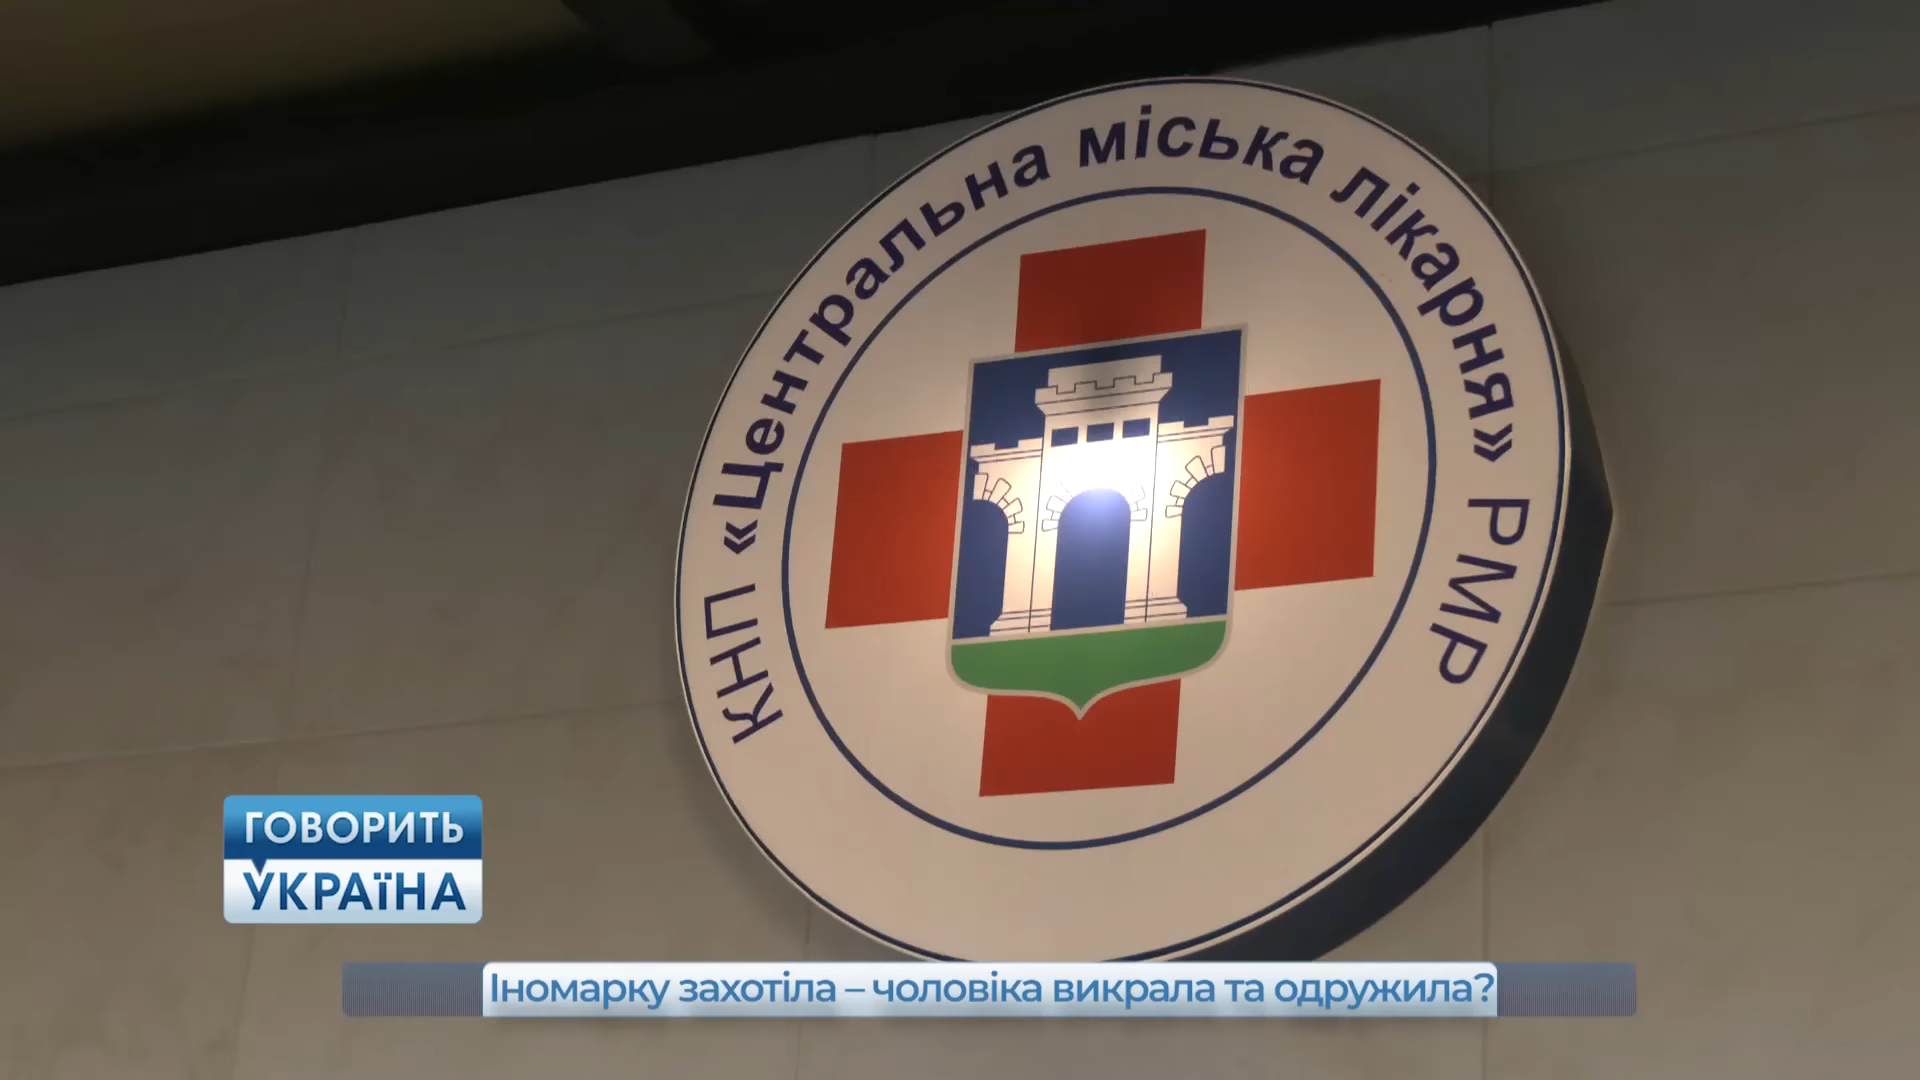 КНП «Центральна міська лікарня» РМР
ГОВОРИТЬ
УКРАЇНА
Іномарку захотіла – чоловіка викрала та одружила?